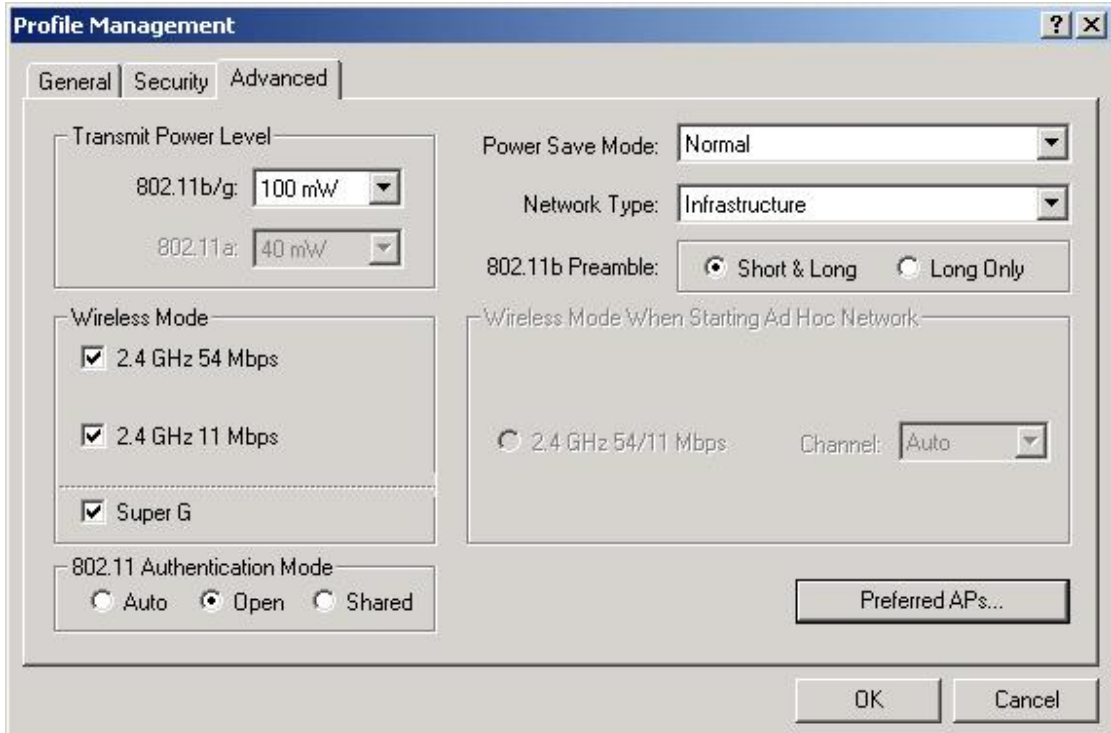 Profile Management
General Security Advanced
Transmit Power Level
802.11b/g: 100 mW
802.11a: 40 mW
Power Save Mode: Normal
Network Type: Infrastructure
802.11b Preamble: Short & Long Long Only
Wireless Mode
2.4 GHz 54 Mbps
2.4 GHz 11 Mbps
Super G
Wireless Mode When Starting Ad Hoc Network
2.4 GHz 54/11 Mbps Channel: Auto
802.11 Authentication Mode
Auto Open Shared
Preferred APs...
OK Cancel